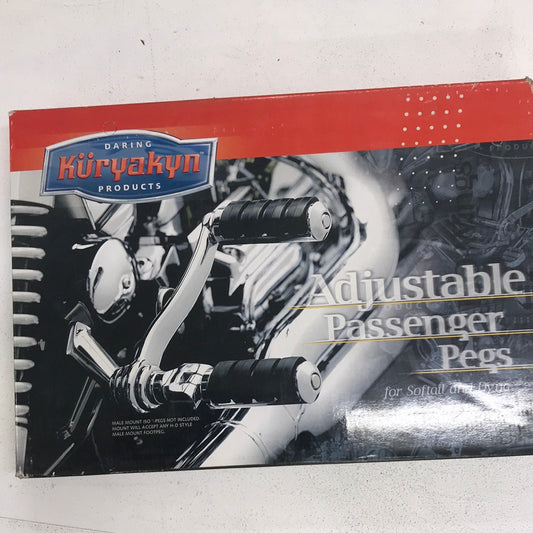 DARING
Küryakyn
PRODUCTS
Adjustable
Passenger
Pegs
for Softail and Dyna
MALE MOUNT ISO®-PEGS NOT INCLUDED.
MOUNT WILL ACCEPT ANY H-D STYLE
MALE MOUNT FOOTPEG.